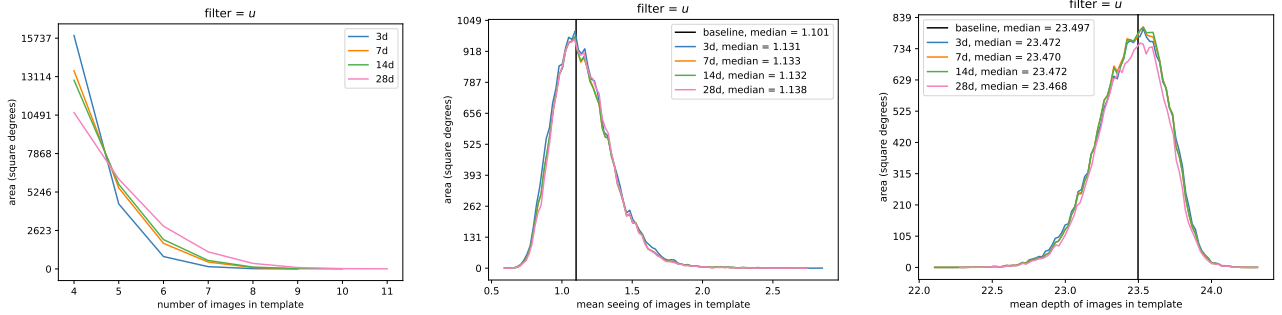 filter = u
15737
13114
10491
7868
5246
2623
0
area (square degrees)
4 5 6 7 8 9 10 11
number of images in template
3d
7d
14d
28d
filter = u
1049
918
787
656
524
393
262
131
0
area (square degrees)
0.5 1.0 1.5 2.0 2.5
mean seeing of images in template
baseline, median = 1.101
3d, median = 1.131
7d, median = 1.133
14d, median = 1.132
28d, median = 1.138
filter = u
839
734
629
525
420
315
210
105
0
area (square degrees)
22.0 22.5 23.0 23.5 24.0
mean depth of images in template
baseline, median = 23.497
3d, median = 23.472
7d, median = 23.470
14d, median = 23.472
28d, median = 23.468